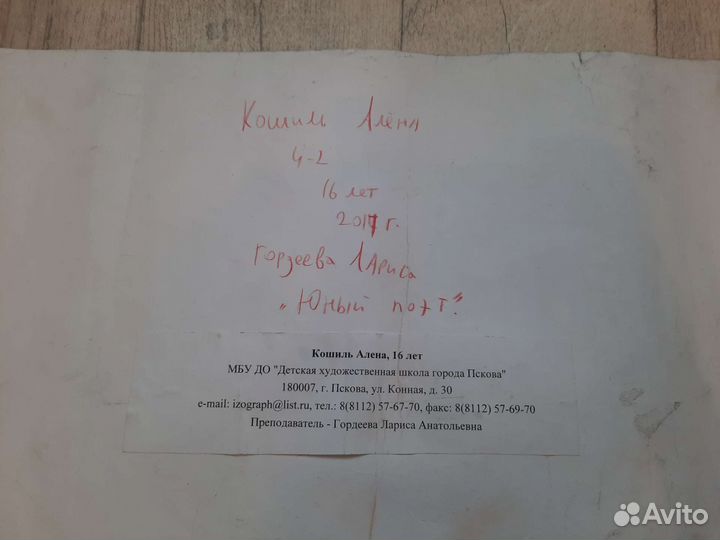 Кошиль Алёна
4-2
16 лет
2017 г.
Горзеева Лариса
„Юный поэт".
Кошиль Алена, 16 лет
МБУ ДО "Детская художественная школа города Пскова"
180007, г. Пскова, ул. Конная, д. 30
e-mail: izograph@list.ru, тел.: 8(8112) 57-67-70, факс: 8(8112) 57-69-70
Преподаватель - Гордеева Лариса Анатольевна
Avito